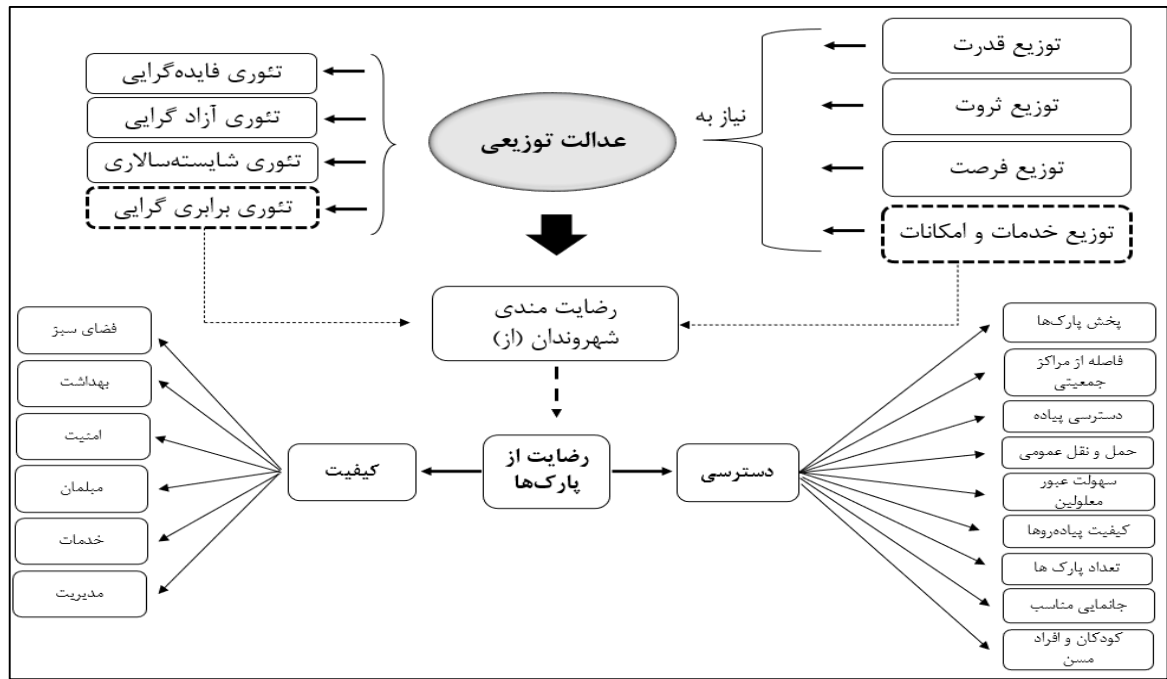 توزیع قدرت
توزیع ثروت
توزیع فرصت
توزیع خدمات و امکانات
نیاز به
عدالت توزیعی
تئوری فایده‌گرایی
تئوری آزاد گرایی
تئوری شایسته‌سالاری
تئوری برابری گرایی
رضایت مندی
شهروندان (از)
رضایت از
پارک‌ها
دسترسی
پخش پارک‌ها
فاصله از مراکز
جمعیتی
دسترسی پیاده
حمل و نقل عمومی
سهولت عبور
معلولین
کیفیت پیاده‌روها
تعداد پارک ها
جانمایی مناسب
کودکان و افراد
مسن
کیفیت
فضای سبز
بهداشت
امنیت
مبلمان
خدمات
مدیریت